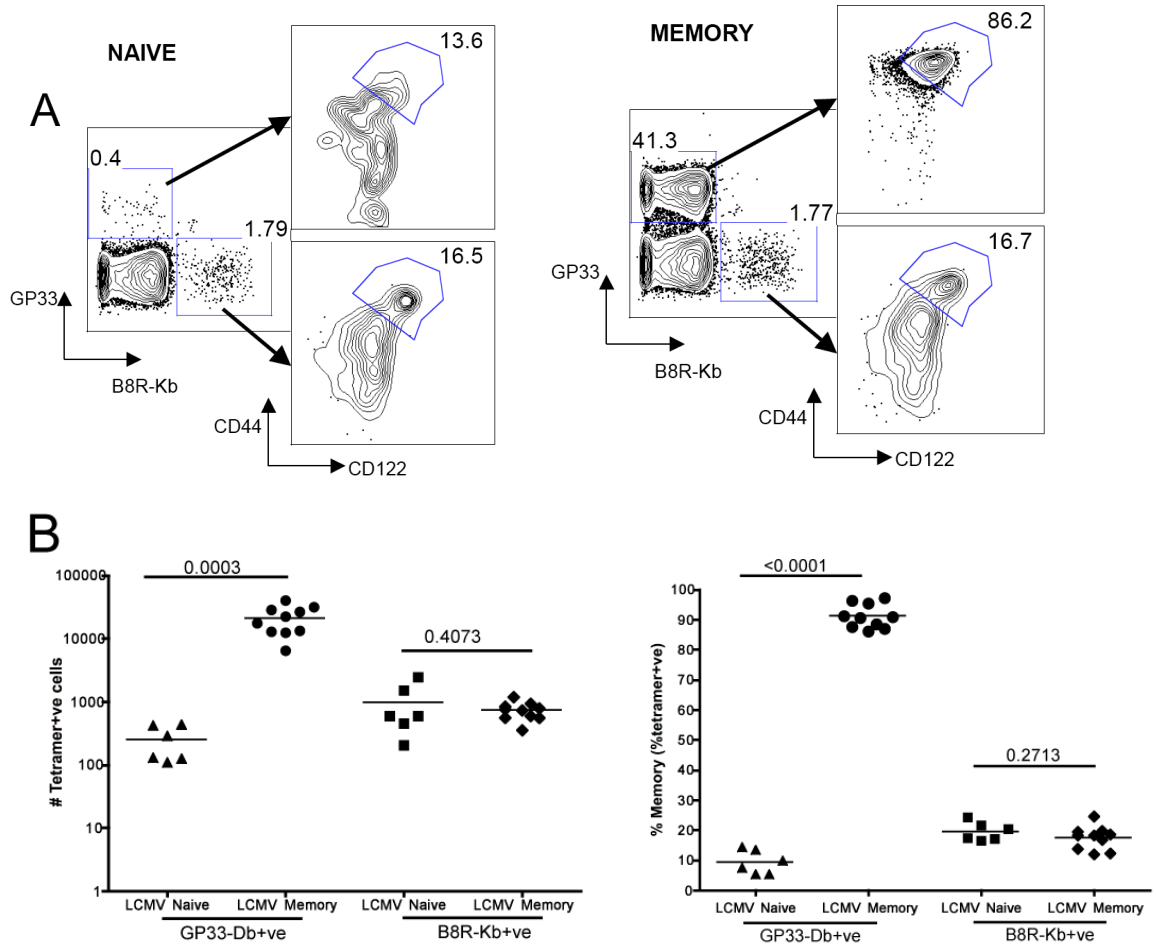 A
NAIVE
13.6
0.4
1.79
16.5
GP33
B8R-Kb
CD44
CD122
MEMORY
86.2
41.3
1.77
16.7
GP33
B8R-Kb
CD44
CD122
B
# Tetramer+ve cells
100000
10000
1000
100
10
1
0.0003
0.4073
LCMV Naive
LCMV Memory
LCMV Naive
LCMV Memory
GP33-Db+ve
B8R-Kb+ve
% Memory (%tetramer+ve)
100
90
80
70
60
50
40
30
20
10
0
<0.0001
0.2713
LCMV Naive
LCMV Memory
LCMV Naive
LCMV Memory
GP33-Db+ve
B8R-Kb+ve